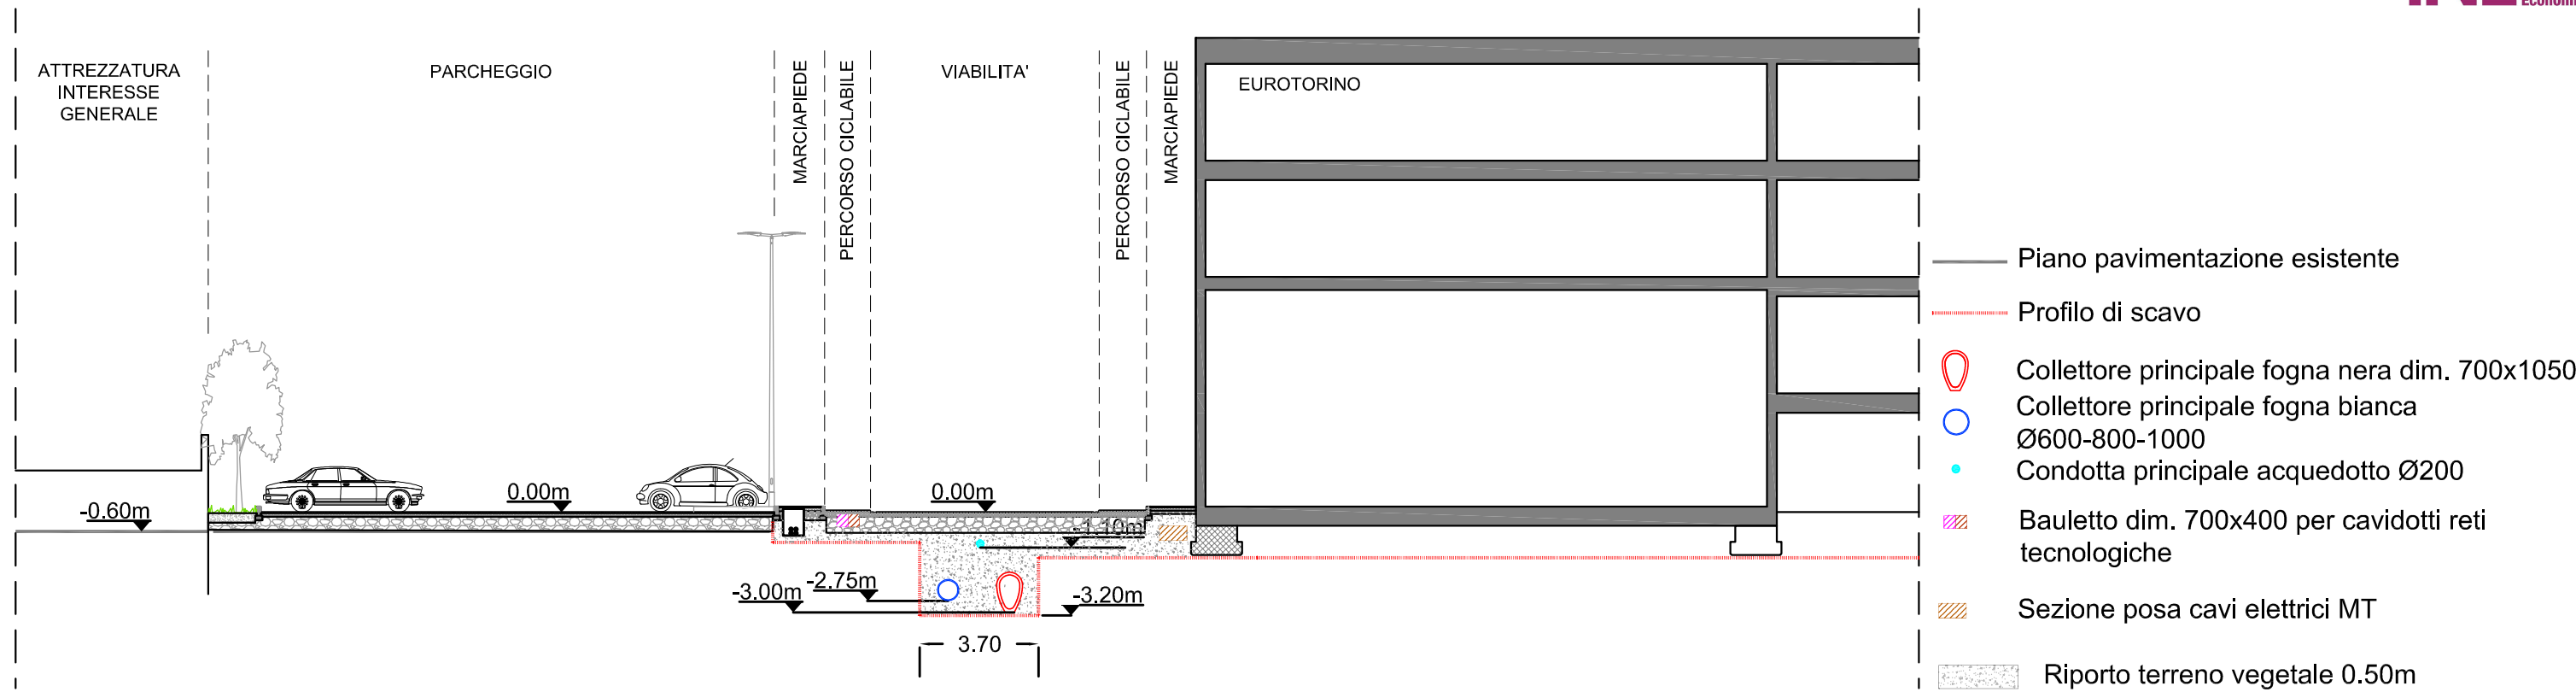 ATTREZZATURA
INTERESSE
GENERALE
PARCHEGGIO
MARCIAPIEDE
PERCORSO CICLABILE
VIABILITA'
PERCORSO CICLABILE
MARCIAPIEDE
EUROTORINO
-0.60m
0.00m
0.00m
-1.10m
-2.75m
-3.00m
-3.20m
3.70
Piano pavimentazione esistente
Profilo di scavo
Collettore principale fogna nera dim. 700x1050
Collettore principale fogna bianca
Ø600-800-1000
Condotta principale acquedotto Ø200
Bauletto dim. 700x400 per cavidotti reti
tecnologiche
Sezione posa cavi elettrici MT
Riporto terreno vegetale 0.50m